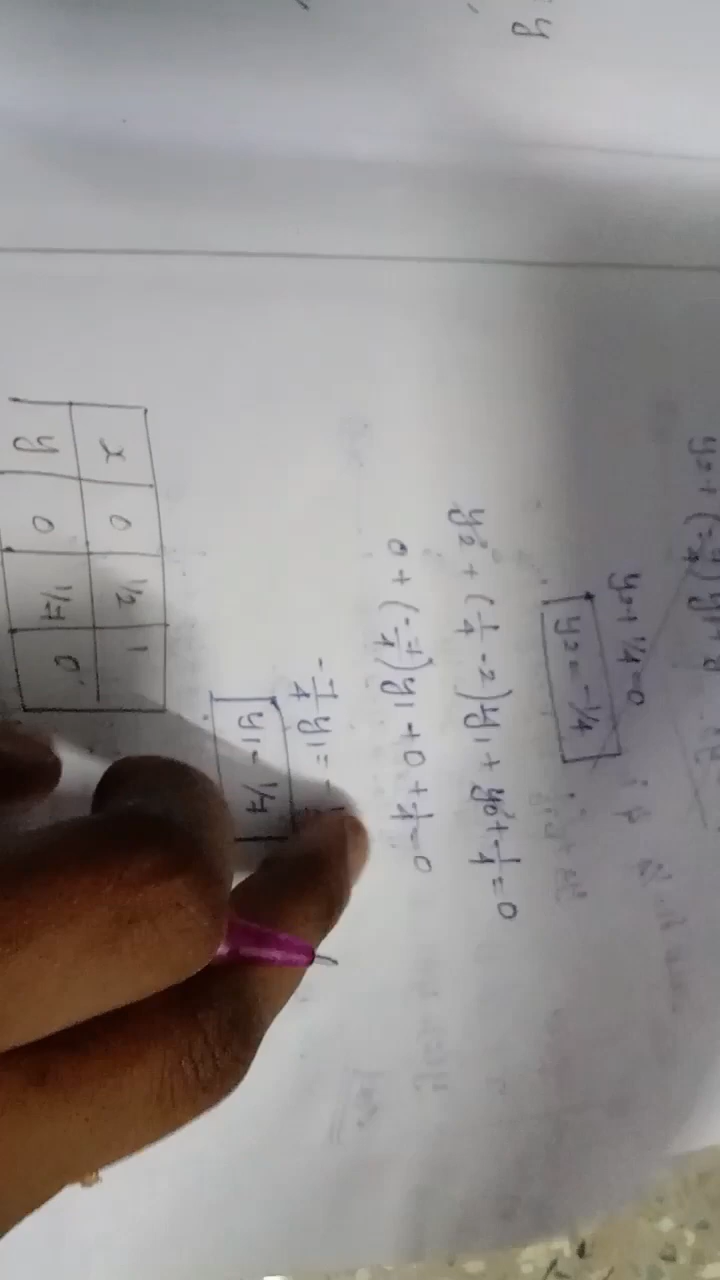 y
y₂ + 1/4 = 0
y₂ = -1/4
y₂ + (1/4 - 2)y₁ + y₀ + 1/4 = 0
0 + (-7/4)y₁ + 0 + 1/4 = 0
-7/4 y₁ = -
y₁ = 1/7
x 0 1/2 1
y 0 1/7 0